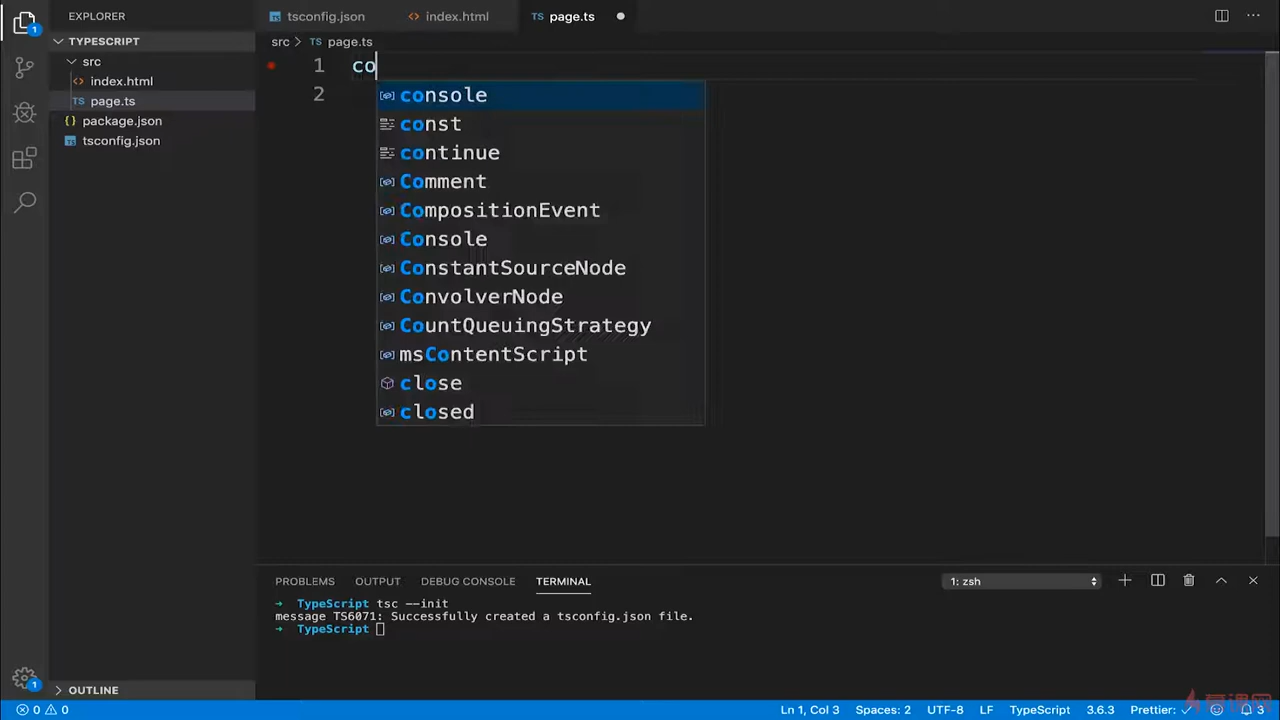 EXPLORER
tsconfig.json
index.html
page.ts
TYPESCRIPT
src
index.html
page.ts
package.json
tsconfig.json
src > TS page.ts
1 co
2
console
const
continue
Comment
CompositionEvent
Console
ConstantSourceNode
ConvolverNode
CountQueuingStrategy
msContentScript
close
closed
PROBLEMS OUTPUT DEBUG CONSOLE TERMINAL 1: zsh
→ TypeScript tsc --init
message TS6071: Successfully created a tsconfig.json file.
→ TypeScript
OUTLINE
0 0 Ln 1, Col 3 Spaces: 2 UTF-8 LF TypeScript 3.6.3 Prettier: ✓ 3
慕课网